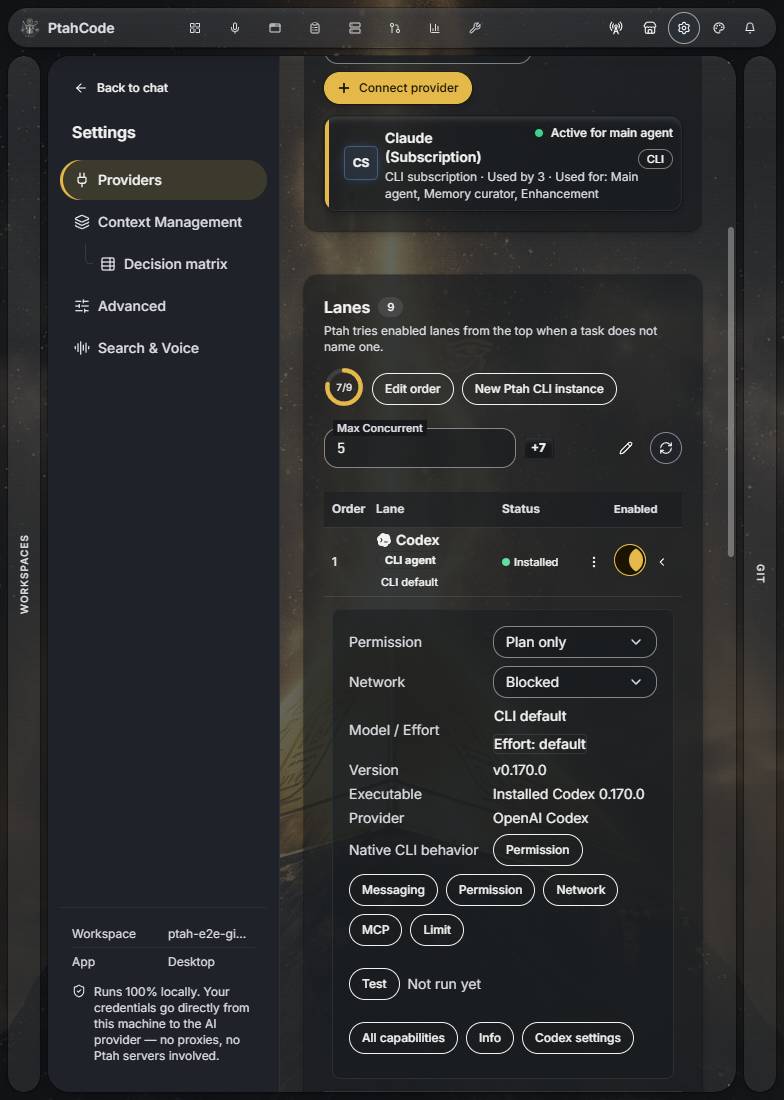 PtahCode
Back to chat
Settings
Providers
Context Management
Decision matrix
Advanced
Search & Voice
Workspace ptah-e2e-gi...
App Desktop
Runs 100% locally. Your
credentials go directly from
this machine to the AI
provider — no proxies, no
Ptah servers involved.
WORKSPACES
+ Connect provider
CS
Claude
(Subscription)
Active for main agent
CLI
CLI subscription · Used by 3 · Used for: Main
agent, Memory curator, Enhancement
Lanes 9
Ptah tries enabled lanes from the top when a task does not
name one.
7/9 Edit order New Ptah CLI instance
Max Concurrent
5 +7
Order Lane Status Enabled
1 Codex Installed
CLI agent
CLI default
Permission Plan only
Network Blocked
Model / Effort CLI default
Effort: default
Version v0.170.0
Executable Installed Codex 0.170.0
Provider OpenAI Codex
Native CLI behavior Permission
Messaging Permission Network
MCP Limit
Test Not run yet
All capabilities Info Codex settings
GIT